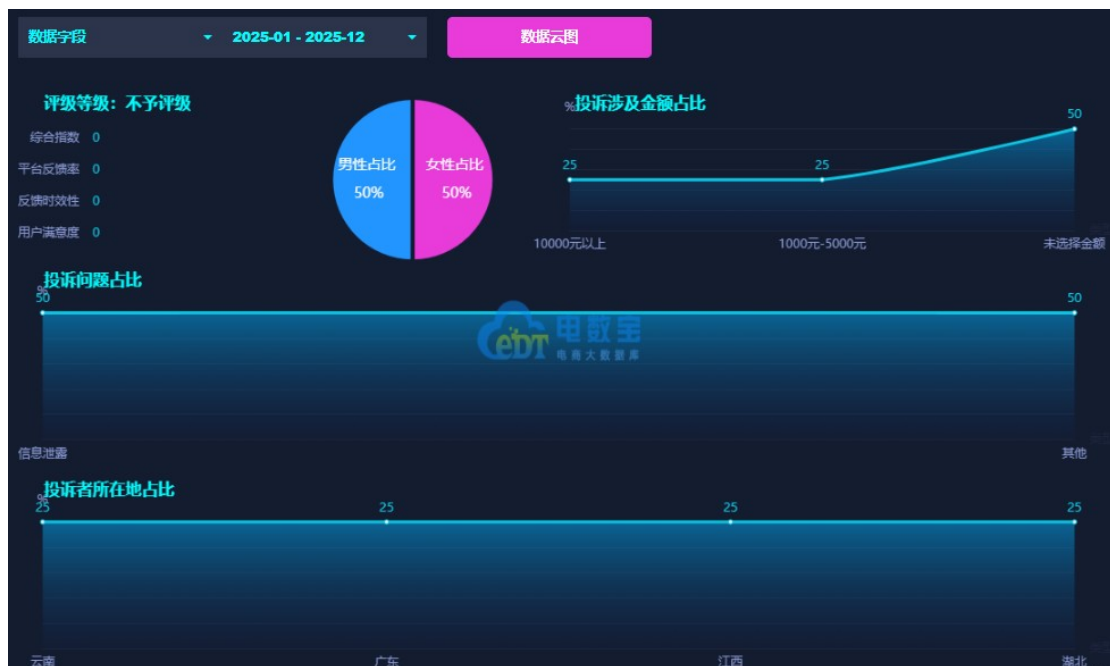 数据字段 2025-01 - 2025-12 数据云图
评级等级：不予评级
综合指数 0
平台反馈率 0
反馈时效性 0
用户满意度 0
男性占比 女性占比
50% 50%
%投诉涉及金额占比
25 25 50
10000元以上 1000元-5000元 未选择金额
投诉问题占比
%
50 50
电数宝
eDT 电商大数据库
信息泄露 其他
投诉者所在地占比
%
25 25 25 25
云南 广东 江西 湖北